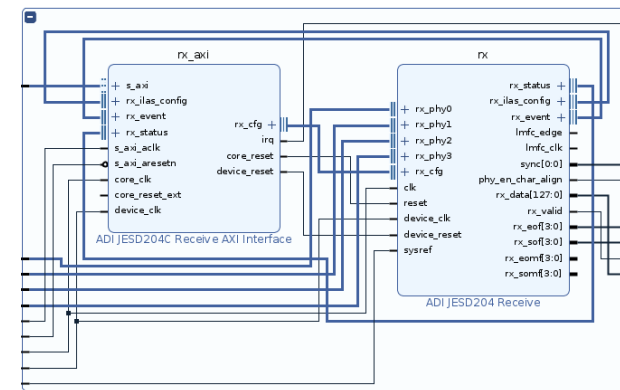 rx_axi
s_axi
rx_ilas_config
rx_event
rx_status
s_axi_aclk
s_axi_aresetn
core_clk
core_reset_ext
device_clk
rx_cfg
irq
core_reset
device_reset
ADI JESD204C Receive AXI Interface
rx
rx_phy0
rx_phy1
rx_phy2
rx_phy3
rx_cfg
clk
reset
device_clk
device_reset
sysref
rx_status
rx_ilas_config
rx_event
lmfc_edge
lmfc_clk
sync[0:0]
phy_en_char_align
rx_data[127:0]
rx_valid
rx_eof[3:0]
rx_sof[3:0]
rx_eomf[3:0]
rx_somf[3:0]
ADI JESD204 Receive